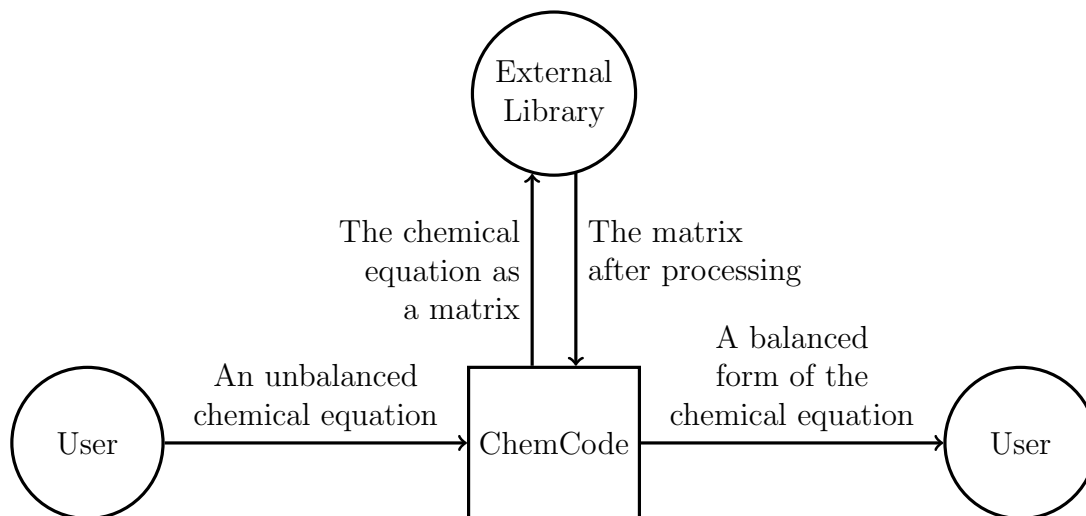 External
Library
The chemical
equation as
a matrix
The matrix
after processing
An unbalanced
chemical equation
A balanced
form of the
chemical equation
User
ChemCode
User